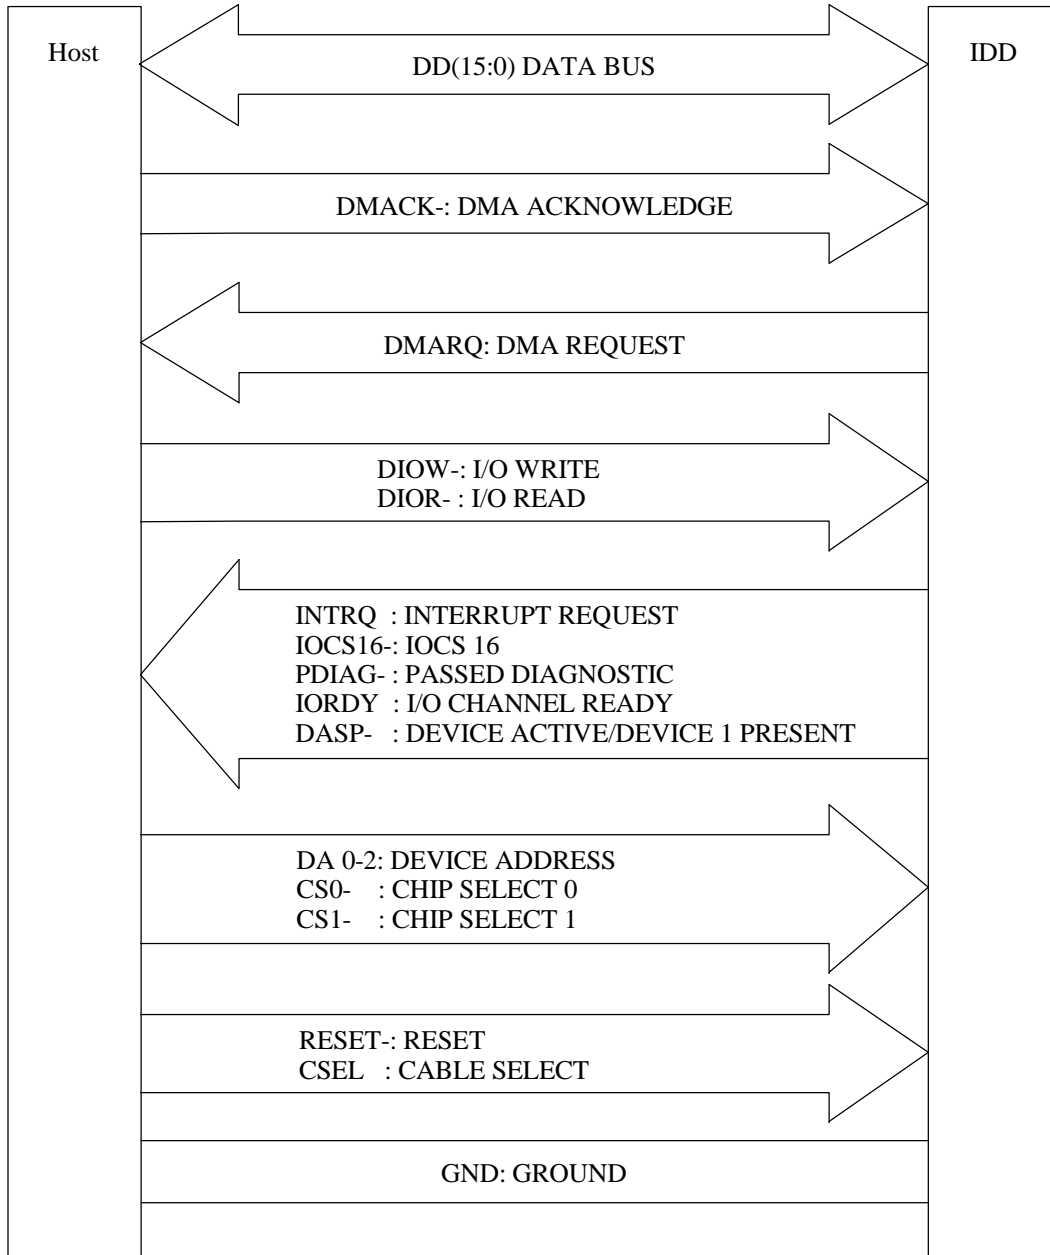 Host
IDD
DD(15:0) DATA BUS
DMACK-: DMA ACKNOWLEDGE
DMARQ: DMA REQUEST
DIOW-: I/O WRITE
DIOR- : I/O READ
INTRQ : INTERRUPT REQUEST
IOCS16-: IOCS 16
PDIAG- : PASSED DIAGNOSTIC
IORDY : I/O CHANNEL READY
DASP- : DEVICE ACTIVE/DEVICE 1 PRESENT
DA 0-2: DEVICE ADDRESS
CS0- : CHIP SELECT 0
CS1- : CHIP SELECT 1
RESET-: RESET
CSEL : CABLE SELECT
GND: GROUND